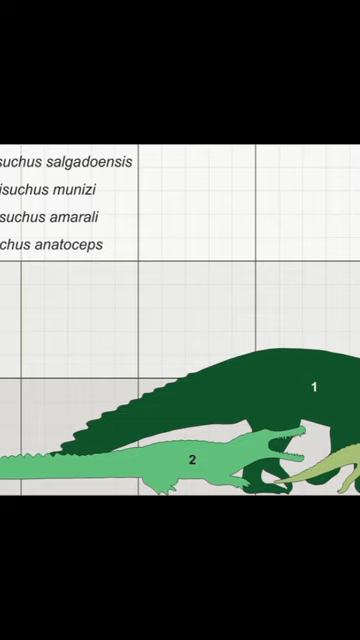 suchus salgadoensis
isuchus munizi
suchus amarali
chus anatoceps
1
2